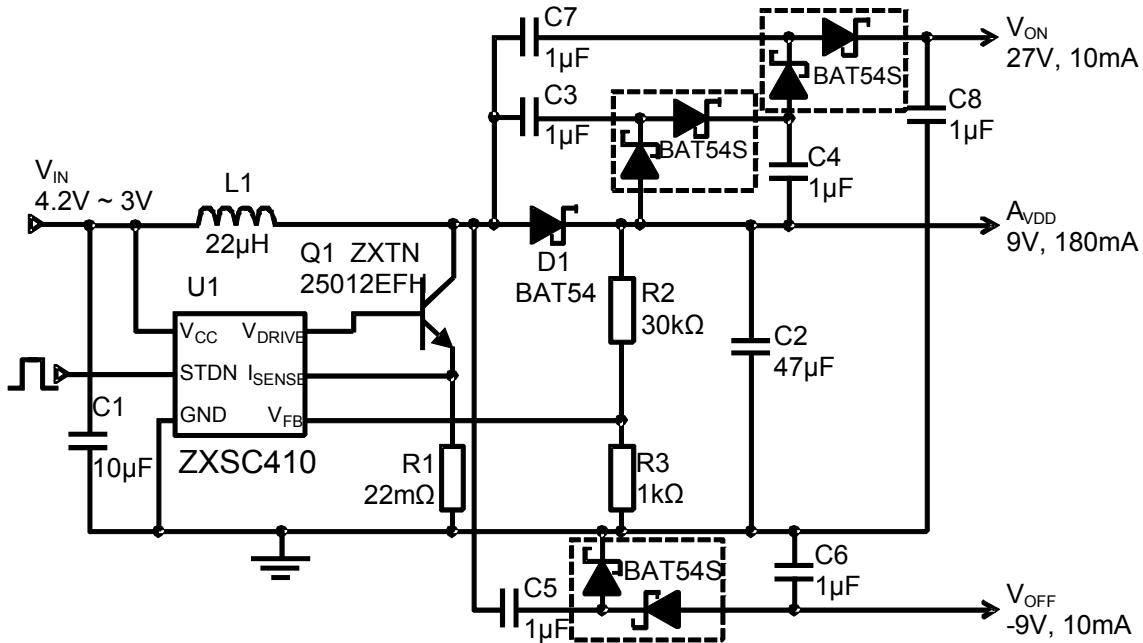 C7
1µF
BAT54S
V_ON
27V, 10mA
C3
1µF
BAT54S
C8
1µF
C4
1µF
V_IN
4.2V ~ 3V
L1
22µH
A_VDD
9V, 180mA
Q1 ZXTN
25012EFH
D1
BAT54
U1
R2
30kΩ
V_CC
V_DRIVE
C2
47µF
STDN
I_SENSE
C1
10µF
GND
V_FB
ZXSC410
R1
22mΩ
R3
1kΩ
BAT54S
C6
1µF
C5
1µF
V_OFF
-9V, 10mA